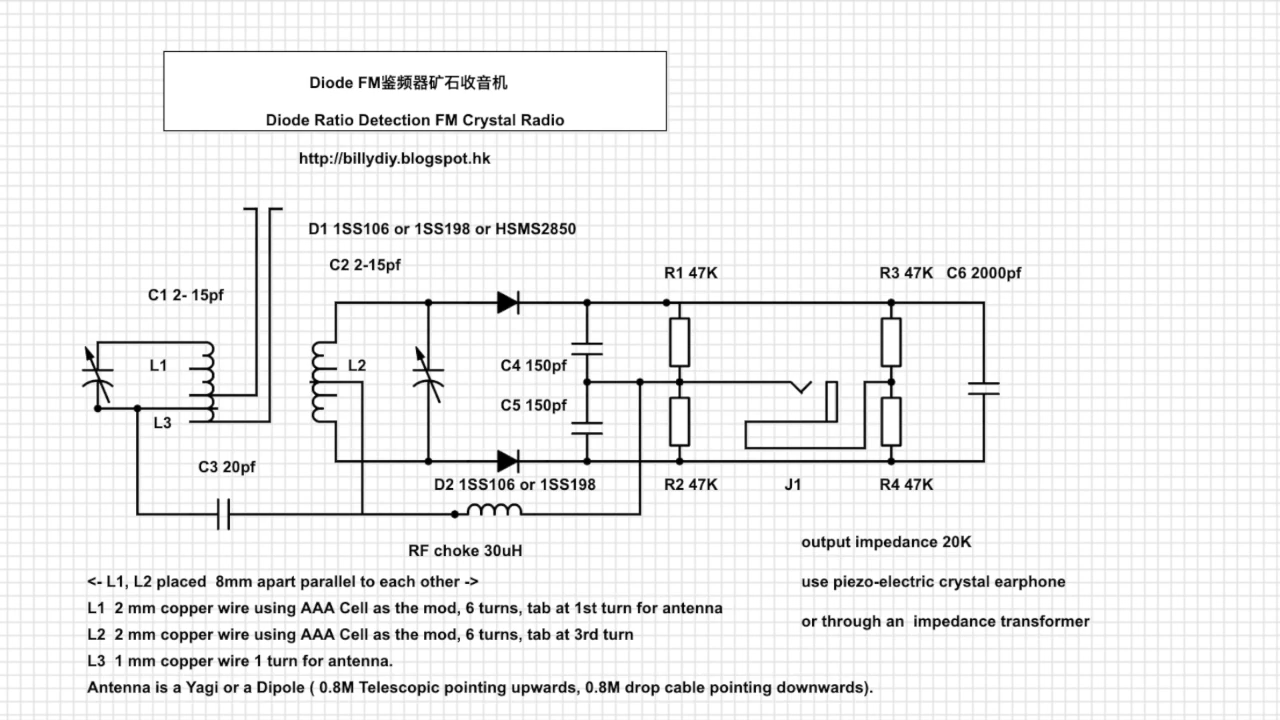 Diode FM鉴频器矿石收音机
Diode Ratio Detection FM Crystal Radio
http://billydiy.blogspot.hk
D1 1SS106 or 1SS198 or HSMS2850
C2 2-15pf
R1 47K
R3 47K
C6 2000pf
C1 2- 15pf
L1
L2
C4 150pf
C5 150pf
L3
C3 20pf
D2 1SS106 or 1SS198
R2 47K
J1
R4 47K
RF choke 30uH
output impedance 20K
use piezo-electric crystal earphone
or through an  impedance transformer
<- L1, L2 placed  8mm apart parallel to each other ->
L1  2 mm copper wire using AAA Cell as the mod, 6 turns, tab at 1st turn for antenna
L2  2 mm copper wire using AAA Cell as the mod, 6 turns, tab at 3rd turn
L3  1 mm copper wire 1 turn for antenna.
Antenna is a Yagi or a Dipole ( 0.8M Telescopic pointing upwards, 0.8M drop cable pointing downwards).